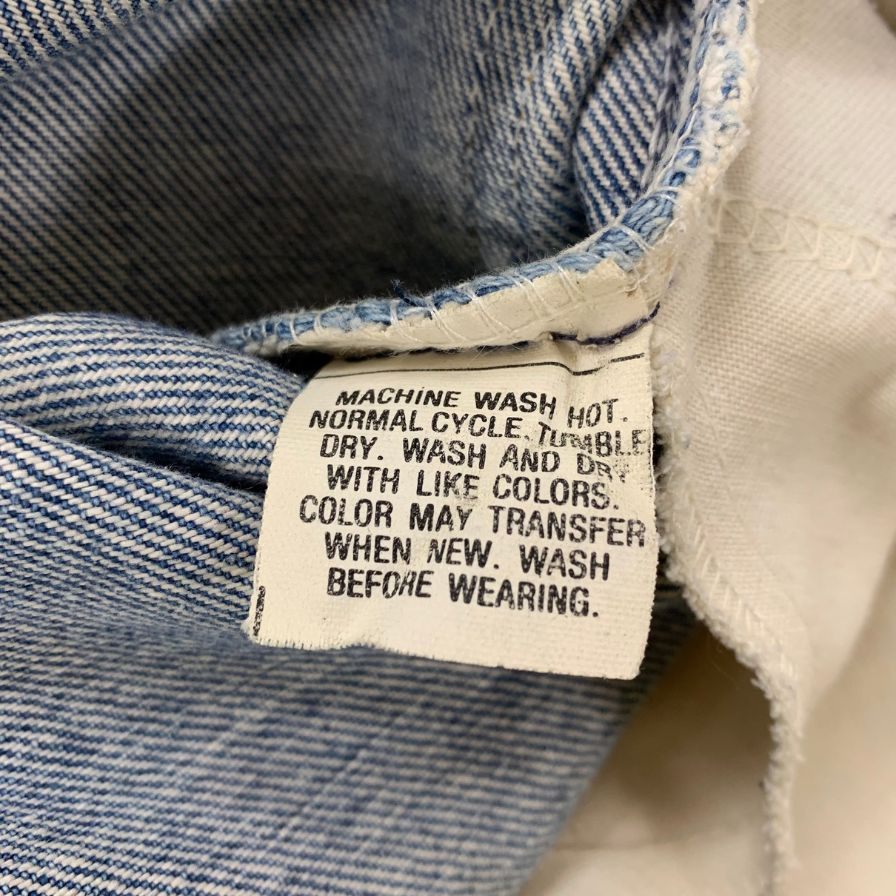 MACHINE WASH HOT.
NORMAL CYCLE. TUMBLE
DRY. WASH AND DRY
WITH LIKE COLORS.
COLOR MAY TRANSFER
WHEN NEW. WASH
BEFORE WEARING.